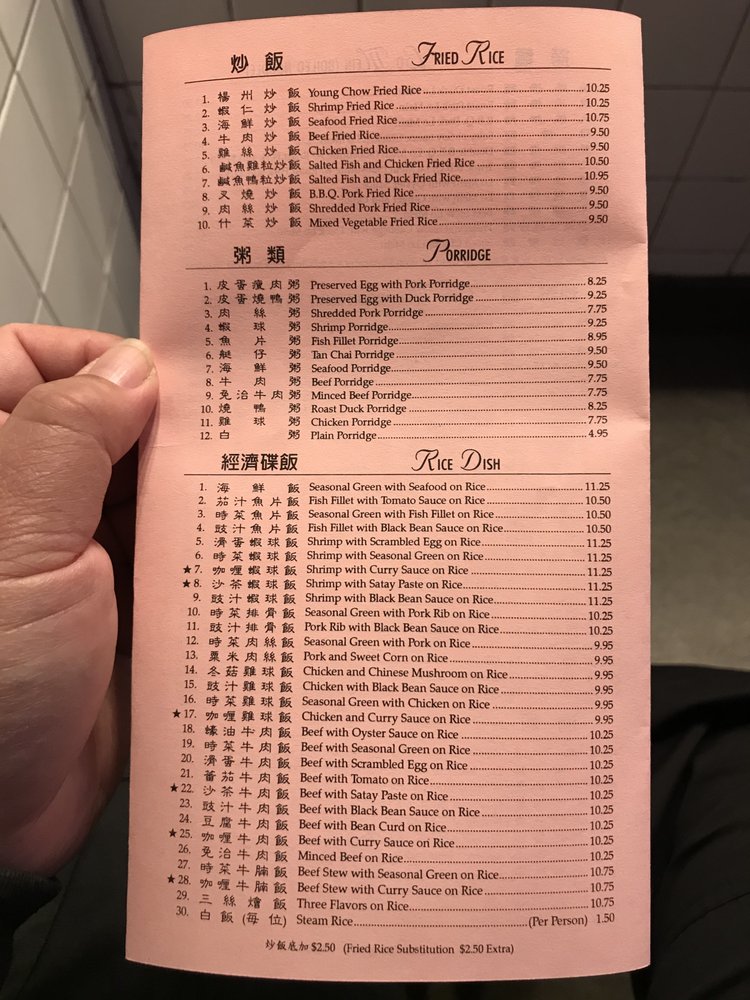 炒飯 FRIED RICE
1. 楊州炒飯 Young Chow Fried Rice 10.25
2. 蝦仁炒飯 Shrimp Fried Rice 10.25
3. 海鮮炒飯 Seafood Fried Rice 10.75
4. 牛肉炒飯 Beef Fried Rice 9.50
5. 雞絲炒飯 Chicken Fried Rice 9.50
6. 鹹魚雞粒炒飯 Salted Fish and Chicken Fried Rice 10.50
7. 鹹魚鴨粒炒飯 Salted Fish and Duck Fried Rice 10.95
8. 叉燒炒飯 B.B.Q. Pork Fried Rice 9.50
9. 肉絲炒飯 Shredded Pork Fried Rice 9.50
10. 什菜炒飯 Mixed Vegetable Fried Rice 9.50
粥類 PORRIDGE
1. 皮蛋瘦肉粥 Preserved Egg with Pork Porridge 8.25
2. 皮蛋燒鴨粥 Preserved Egg with Duck Porridge 9.25
3. 肉絲粥 Shredded Pork Porridge 7.75
4. 蝦球粥 Shrimp Porridge 9.25
5. 魚片粥 Fish Fillet Porridge 8.95
6. 艇仔粥 Tan Chai Porridge 9.50
7. 海鮮粥 Seafood Porridge 9.50
8. 牛肉粥 Beef Porridge 7.75
9. 免治牛肉粥 Minced Beef Porridge 7.75
10. 燒鴨粥 Roast Duck Porridge 8.25
11. 雞球粥 Chicken Porridge 7.75
12. 白粥 Plain Porridge 4.95
經濟碟飯 RICE DISH
1. 海鮮飯 Seasonal Green with Seafood on Rice 11.25
2. 茄汁魚片飯 Fish Fillet with Tomato Sauce on Rice 10.50
3. 時菜魚片飯 Seasonal Green with Fish Fillet on Rice 10.50
4. 豉汁魚片飯 Fish Fillet with Black Bean Sauce on Rice 10.50
5. 滑蛋蝦球飯 Shrimp with Scrambled Egg on Rice 11.25
6. 時菜蝦球飯 Shrimp with Seasonal Green on Rice 11.25
★7. 咖喱蝦球飯 Shrimp with Curry Sauce on Rice 11.25
★8. 沙茶蝦球飯 Shrimp with Satay Paste on Rice 11.25
9. 豉汁蝦球飯 Shrimp with Black Bean Sauce on Rice 11.25
10. 時菜排骨飯 Seasonal Green with Pork Rib on Rice 10.25
11. 豉汁排骨飯 Pork Rib with Black Bean Sauce on Rice 10.25
12. 時菜肉絲飯 Seasonal Green with Pork on Rice 9.95
13. 粟米肉絲飯 Pork and Sweet Corn on Rice 9.95
14. 冬菇雞球飯 Chicken and Chinese Mushroom on Rice 9.95
15. 豉汁雞球飯 Chicken with Black Bean Sauce on Rice 9.95
16. 時菜雞球飯 Seasonal Green with Chicken on Rice 9.95
★17. 咖喱雞球飯 Chicken and Curry Sauce on Rice 9.95
18. 蠔油牛肉飯 Beef with Oyster Sauce on Rice 10.25
19. 時菜牛肉飯 Beef with Seasonal Green on Rice 10.25
20. 滑蛋牛肉飯 Beef with Scrambled Egg on Rice 10.25
21. 蕃茄牛肉飯 Beef with Tomato on Rice 10.25
★22. 沙茶牛肉飯 Beef with Satay Paste on Rice 10.25
23. 豉汁牛肉飯 Beef with Black Bean Sauce on Rice 10.25
24. 豆腐牛肉飯 Beef with Bean Curd on Rice 10.25
★25. 咖喱牛肉飯 Beef with Curry Sauce on Rice 10.25
26. 免治牛肉飯 Minced Beef on Rice 10.25
27. 時菜牛腩飯 Beef Stew with Seasonal Green on Rice 10.75
★28. 咖喱牛腩飯 Beef Stew with Curry Sauce on Rice 10.75
29. 三絲燴飯 Three Flavors on Rice 10.75
30. 白飯(每位) Steam Rice (Per Person) 1.50
炒飯底加 $2.50 (Fried Rice Substitution $2.50 Extra)